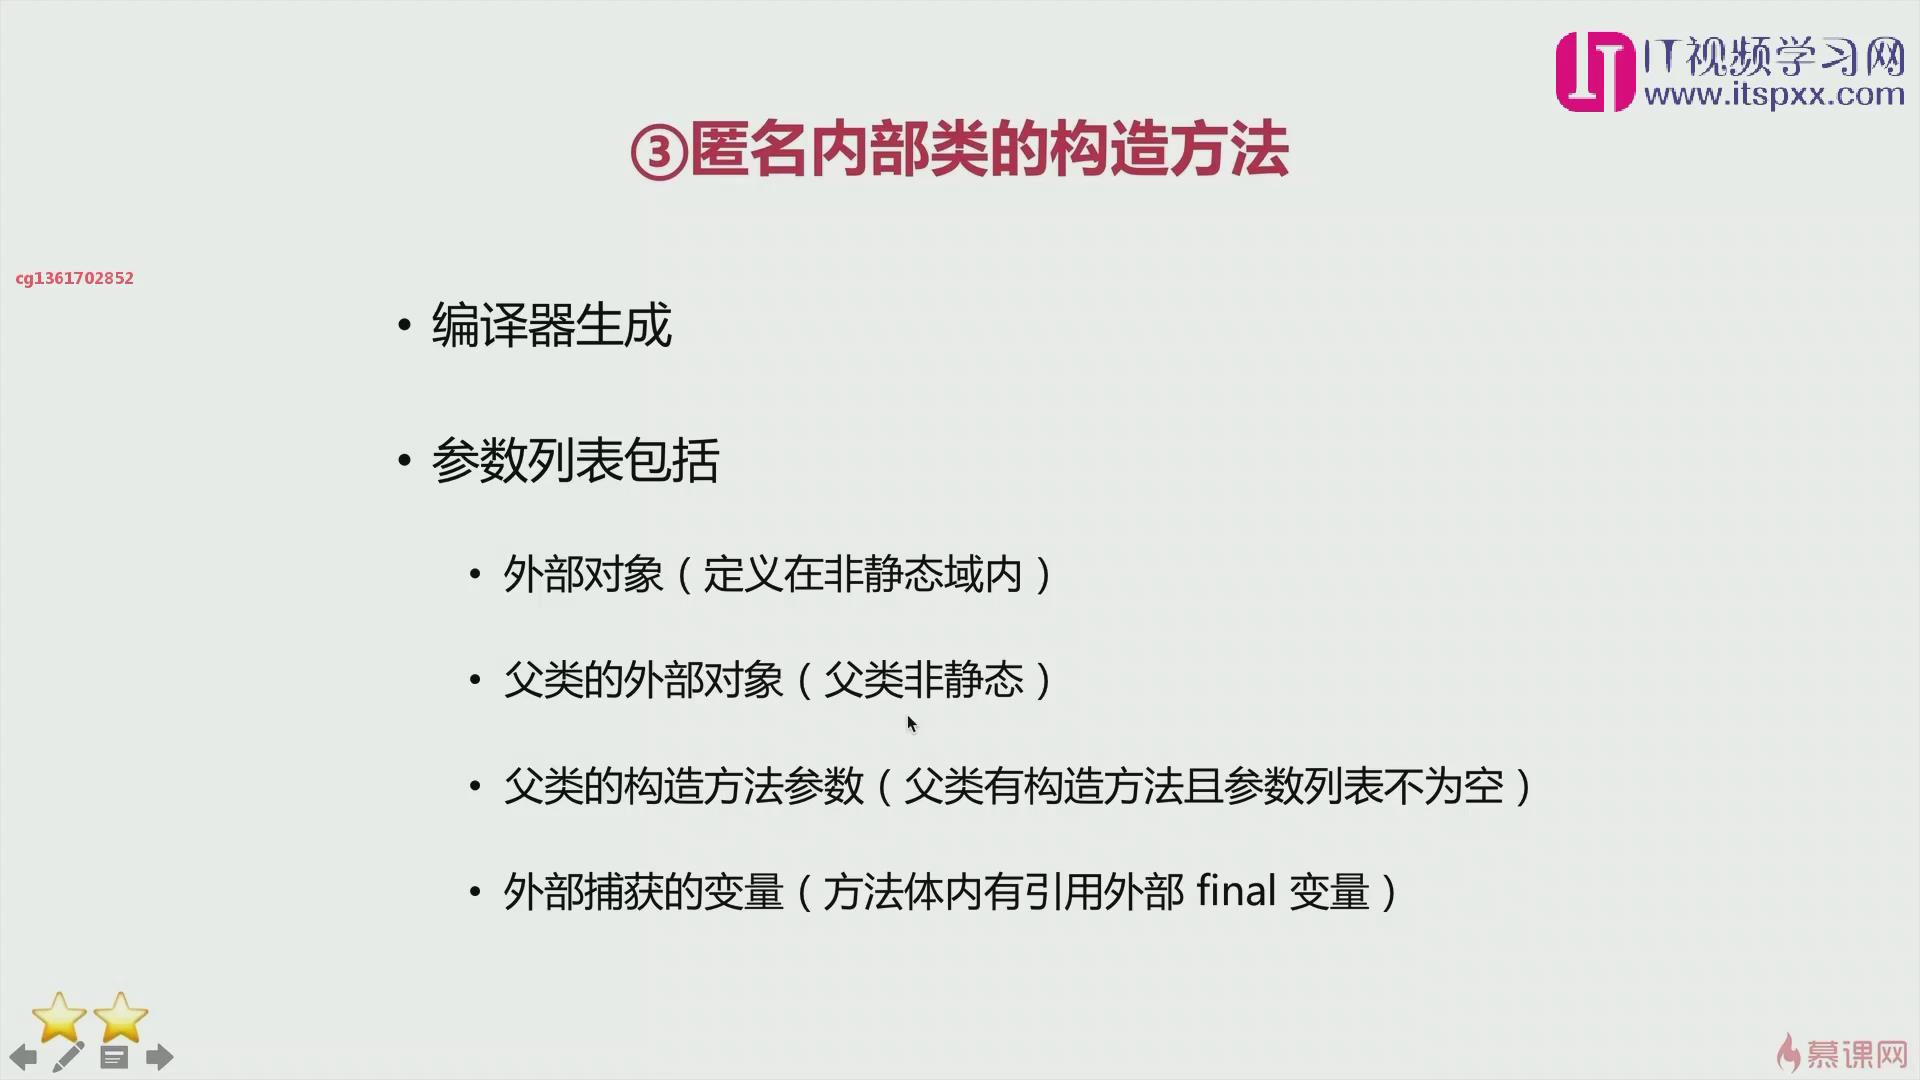 IT视频学习网
www.itspxx.com
③匿名内部类的构造方法
cg1361702852
• 编译器生成
• 参数列表包括
• 外部对象（定义在非静态域内）
• 父类的外部对象（父类非静态）
• 父类的构造方法参数（父类有构造方法且参数列表不为空）
• 外部捕获的变量（方法体内有引用外部 final 变量）
慕课网